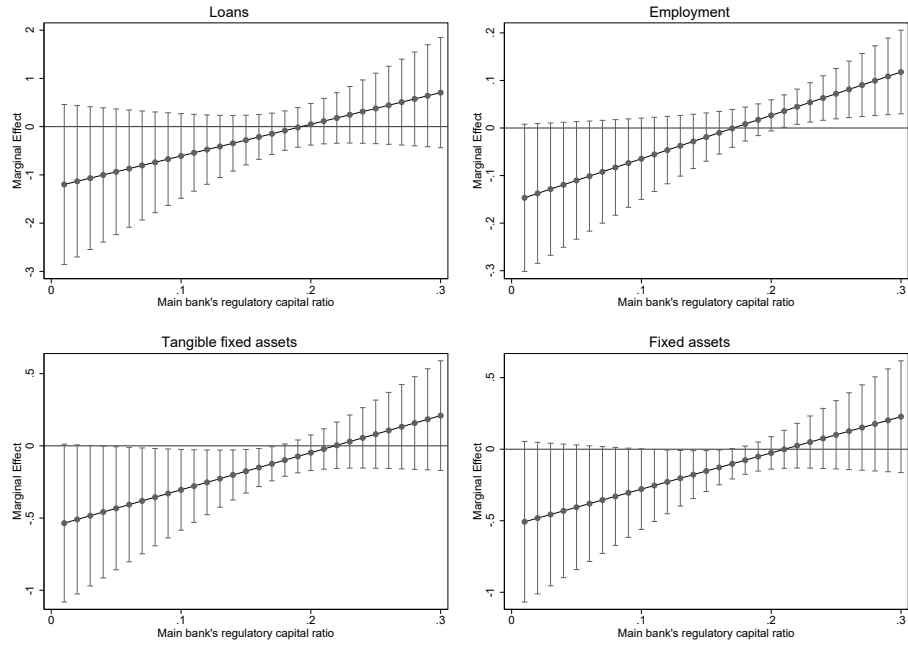 Loans
Marginal Effect
2
1
0
-1
-2
-3
0 .1 .2 .3
Main bank's regulatory capital ratio
Employment
Marginal Effect
.2
.1
0
-.1
-.2
-.3
0 .1 .2 .3
Main bank's regulatory capital ratio
Tangible fixed assets
Marginal Effect
.5
0
-.5
-1
0 .1 .2 .3
Main bank's regulatory capital ratio
Fixed assets
Marginal Effect
.5
0
-.5
-1
0 .1 .2 .3
Main bank's regulatory capital ratio